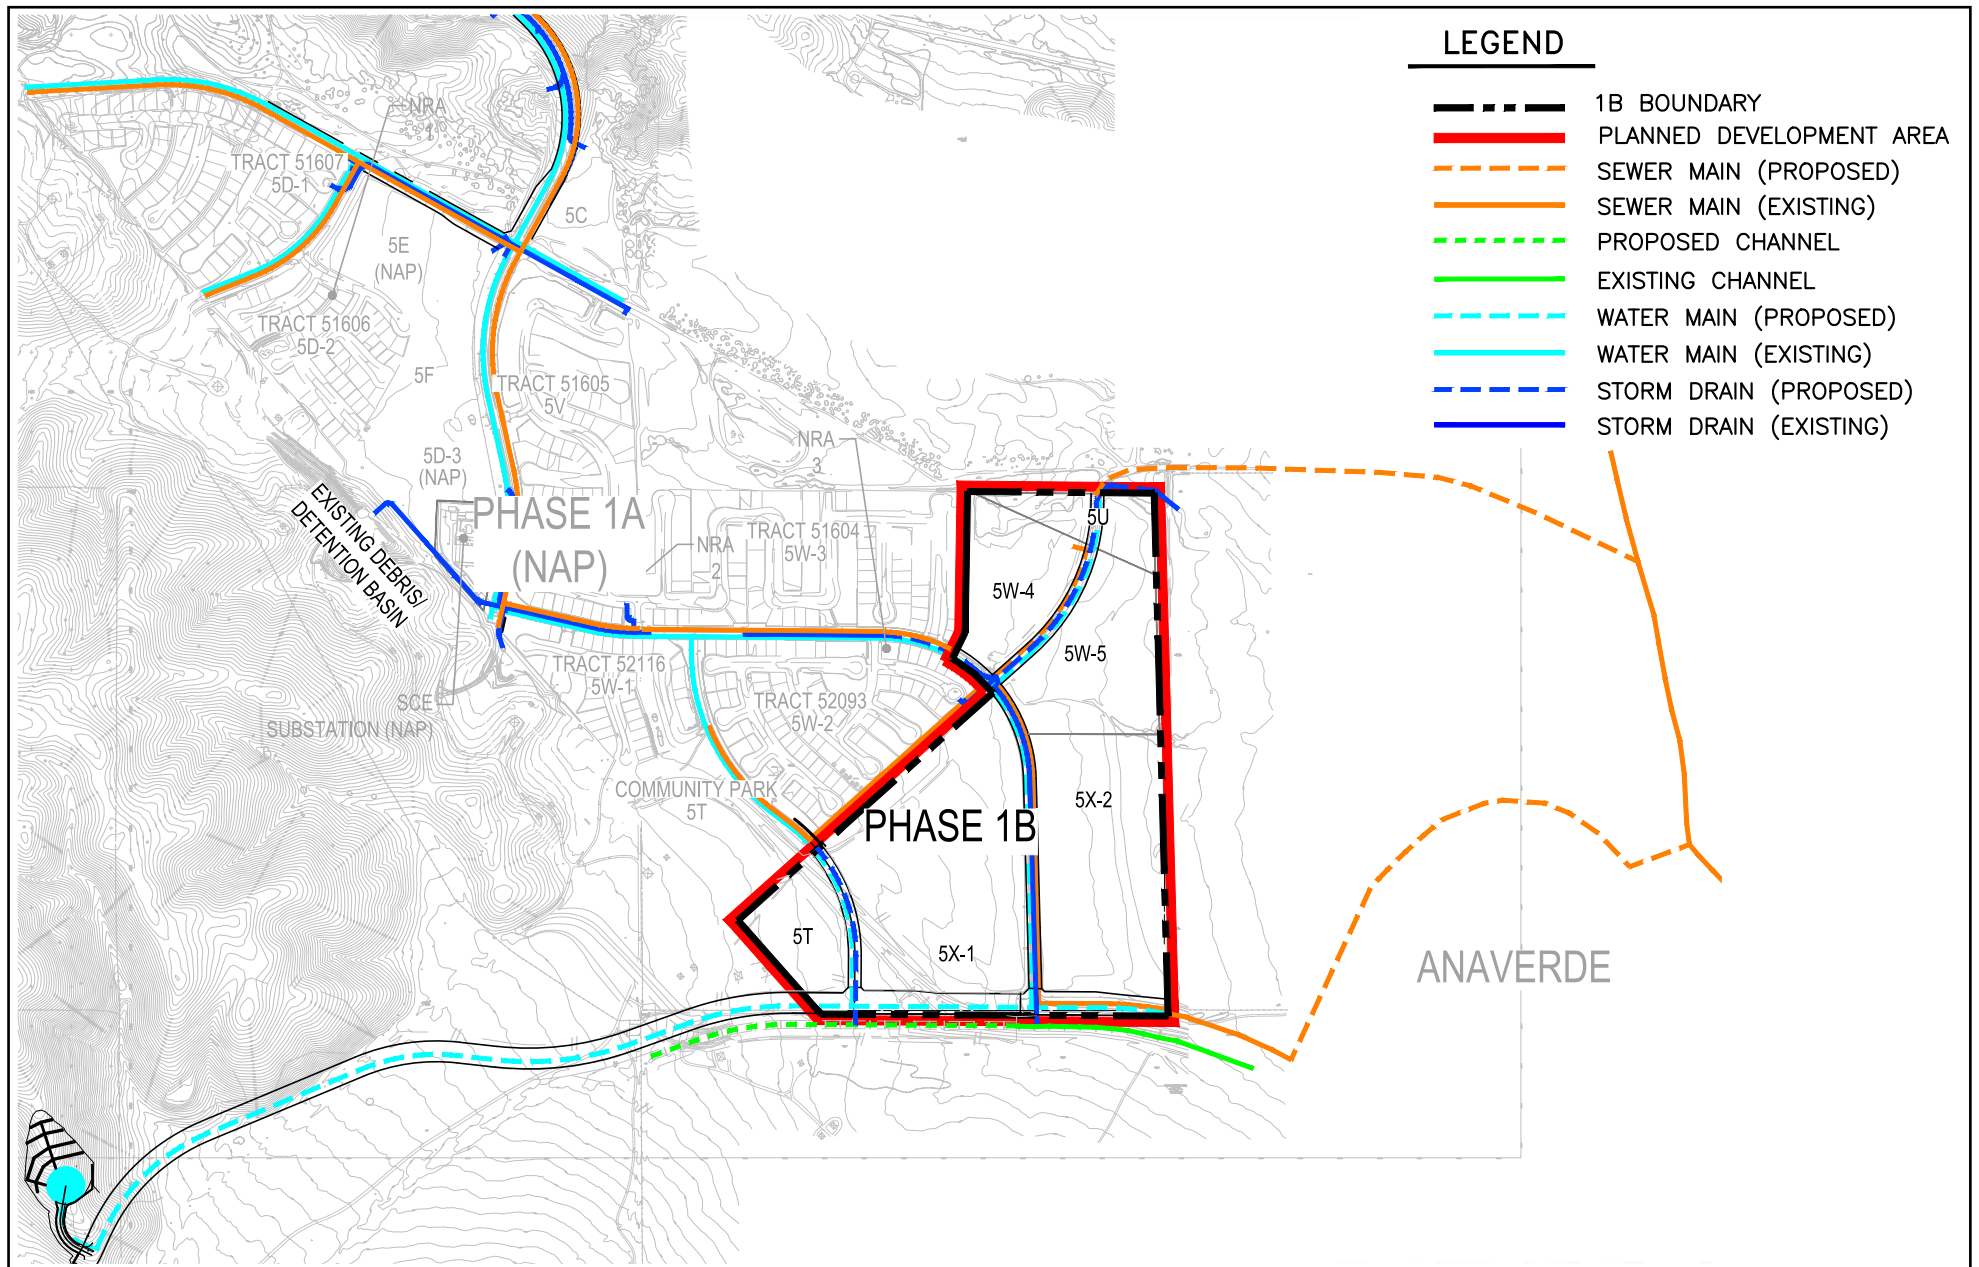 LEGEND
1B BOUNDARY
PLANNED DEVELOPMENT AREA
SEWER MAIN (PROPOSED)
SEWER MAIN (EXISTING)
PROPOSED CHANNEL
EXISTING CHANNEL
WATER MAIN (PROPOSED)
WATER MAIN (EXISTING)
STORM DRAIN (PROPOSED)
STORM DRAIN (EXISTING)
NRA
1
TRACT 51607
5D-1
5C
5E
(NAP)
TRACT 51606
5D-2
5F
TRACT 51605
5V
5D-3
(NAP)
NRA
3
EXISTING DEBRIS/
DETENTION BASIN
PHASE 1A
(NAP)
NRA
2
TRACT 51604
5W-3
5U
5W-4
5W-5
TRACT 52116
5W-1
SCE
SUBSTATION (NAP)
TRACT 52093
5W-2
COMMUNITY PARK
5T
PHASE 1B
5X-2
5T
5X-1
ANAVERDE